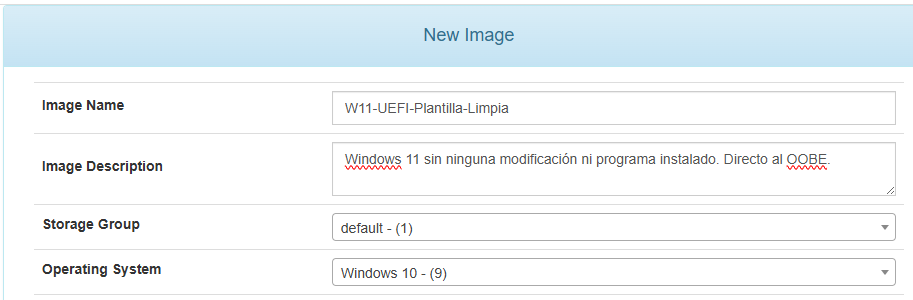 New Image
Image Name
W11-UEFI-Plantilla-Limpia
Image Description
Windows 11 sin ninguna modificación ni programa instalado. Directo al OOBE.
Storage Group
default - (1)
Operating System
Windows 10 - (9)